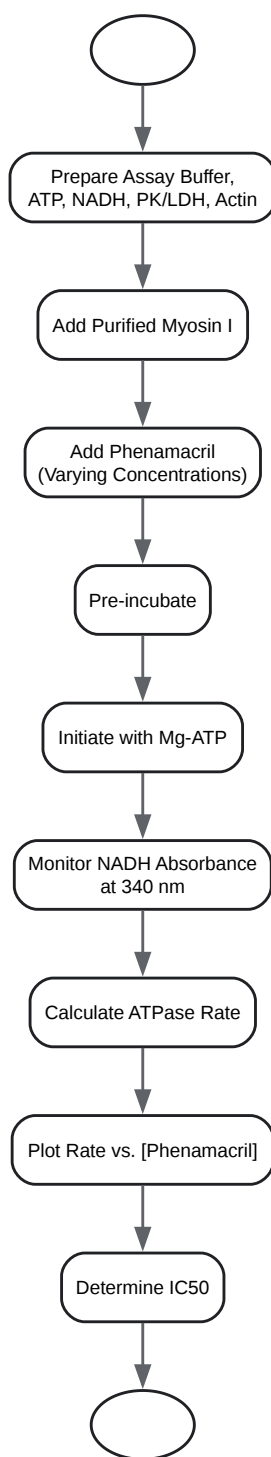 Prepare Assay Buffer,
ATP, NADH, PK/LDH, Actin
Add Purified Myosin I
Add Phenamacril
(Varying Concentrations)
Pre-incubate
Initiate with Mg-ATP
Monitor NADH Absorbance
at 340 nm
Calculate ATPase Rate
Plot Rate vs. [Phenamacril]
Determine IC50